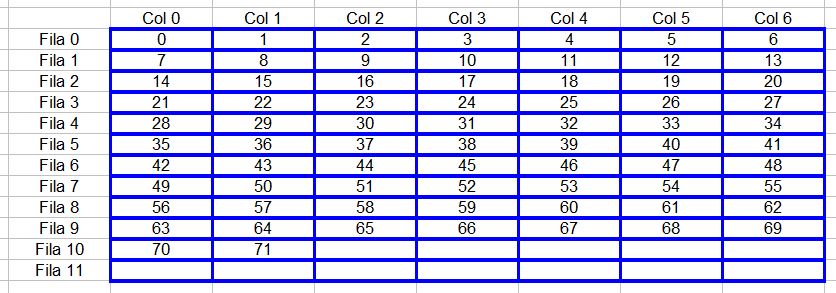 Col 0 Col 1 Col 2 Col 3 Col 4 Col 5 Col 6
Fila 0 0 1 2 3 4 5 6
Fila 1 7 8 9 10 11 12 13
Fila 2 14 15 16 17 18 19 20
Fila 3 21 22 23 24 25 26 27
Fila 4 28 29 30 31 32 33 34
Fila 5 35 36 37 38 39 40 41
Fila 6 42 43 44 45 46 47 48
Fila 7 49 50 51 52 53 54 55
Fila 8 56 57 58 59 60 61 62
Fila 9 63 64 65 66 67 68 69
Fila 10 70 71
Fila 11